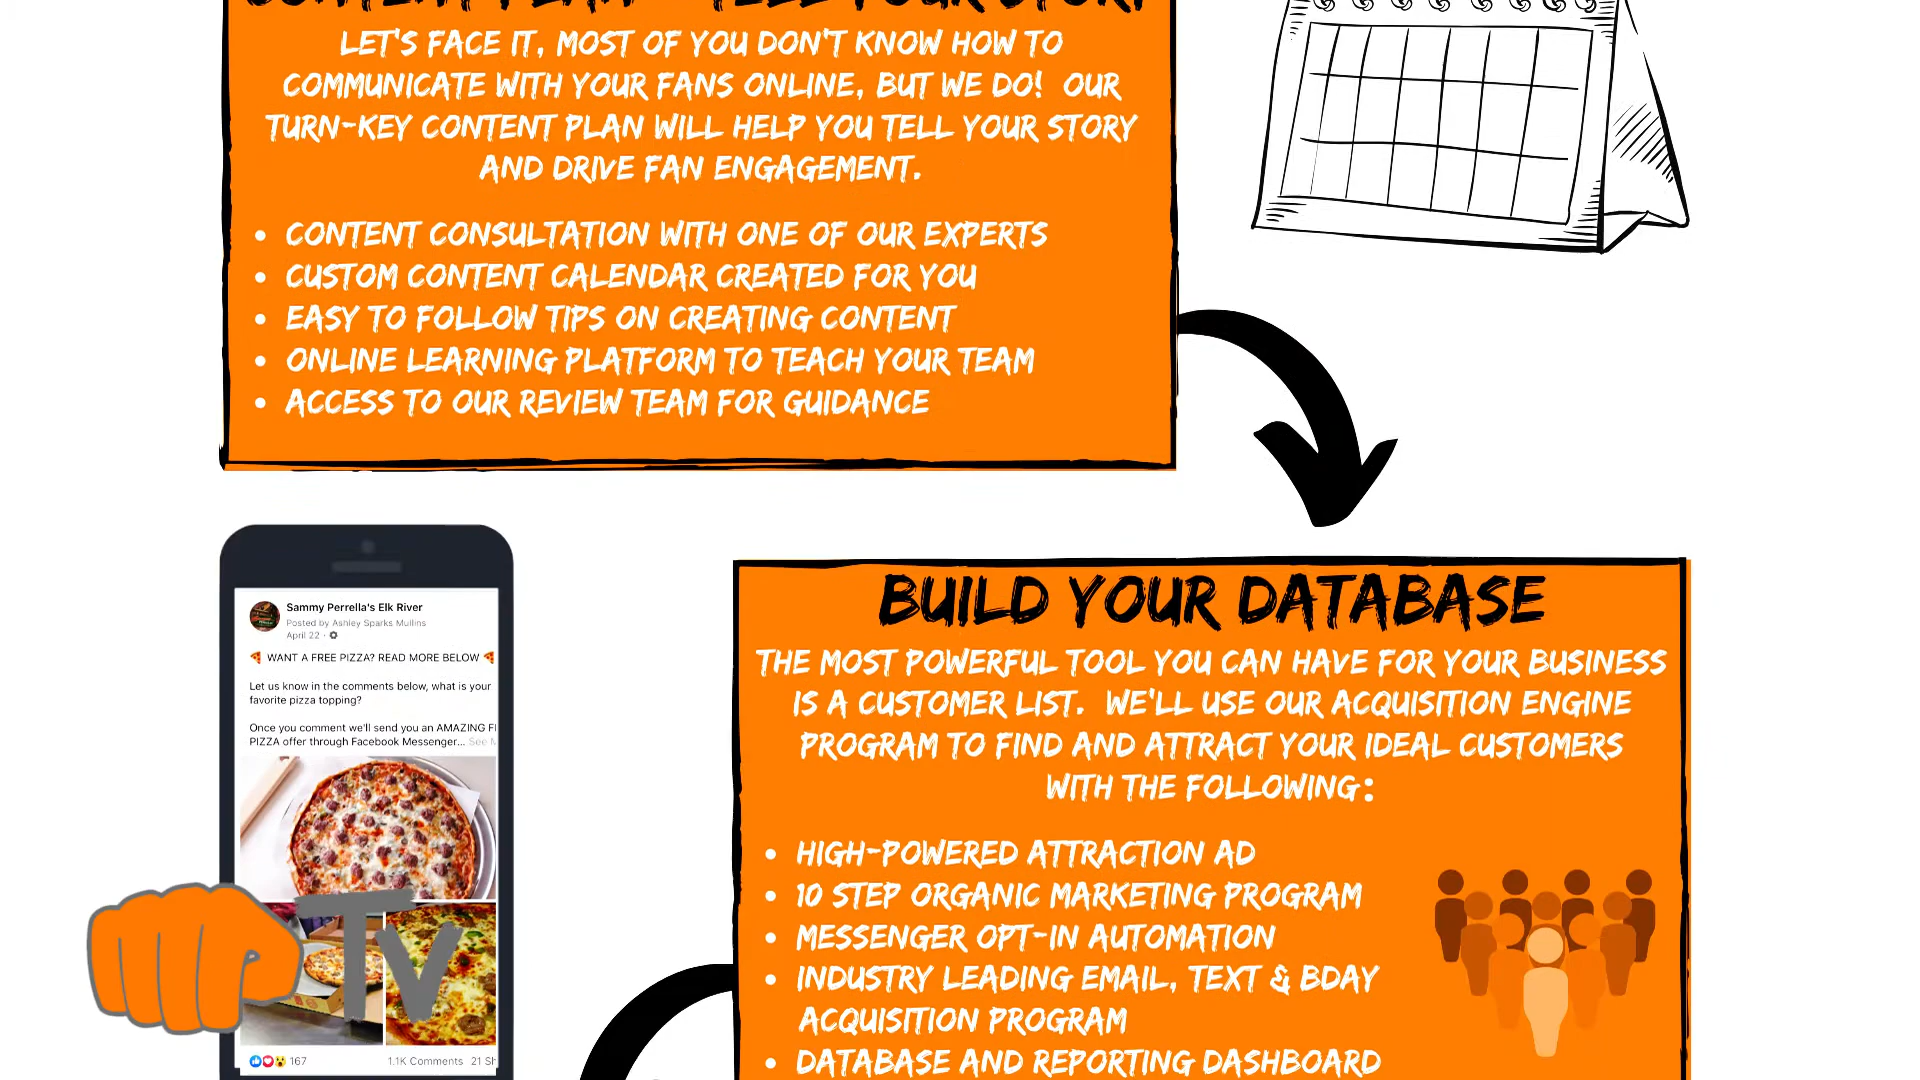 CONTENT PLAN - TELL YOUR STORY
LET'S FACE IT, MOST OF YOU DON'T KNOW HOW TO
COMMUNICATE WITH YOUR FANS ONLINE, BUT WE DO! OUR
TURN-KEY CONTENT PLAN WILL HELP YOU TELL YOUR STORY
AND DRIVE FAN ENGAGEMENT.
• CONTENT CONSULTATION WITH ONE OF OUR EXPERTS
• CUSTOM CONTENT CALENDAR CREATED FOR YOU
• EASY TO FOLLOW TIPS ON CREATING CONTENT
• ONLINE LEARNING PLATFORM TO TEACH YOUR TEAM
• ACCESS TO OUR REVIEW TEAM FOR GUIDANCE
Sammy Perrella's Elk River
Posted by Ashley Sparks Mullins
April 22 ·
WANT A FREE PIZZA? READ MORE BELOW
Let us know in the comments below, what is your
favorite pizza topping?
Once you comment we'll send you an AMAZING
PIZZA offer through Facebook Messenger... See
167 1.1K Comments 21
TV
BUILD YOUR DATABASE
THE MOST POWERFUL TOOL YOU CAN HAVE FOR YOUR BUSINESS
IS A CUSTOMER LIST. WE'LL USE OUR ACQUISITION ENGINE
PROGRAM TO FIND AND ATTRACT YOUR IDEAL CUSTOMERS
WITH THE FOLLOWING:
• HIGH-POWERED ATTRACTION AD
• 10 STEP ORGANIC MARKETING PROGRAM
• MESSENGER OPT-IN AUTOMATION
• INDUSTRY LEADING EMAIL, TEXT & BDAY
ACQUISITION PROGRAM
• DATABASE AND REPORTING DASHBOARD